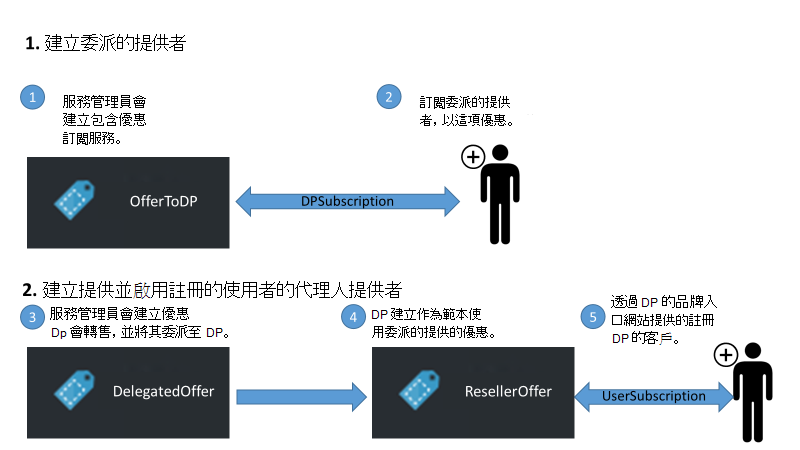 1. 建立委派的提供者
1
服務管理員會
建立包含優惠
訂閱服務。
2
訂閱委派的提供
者，以這項優惠。
OfferToDP
DPSubscription
2. 建立提供並啟用註冊的使用者的代理人提供者
3
服務管理員會建立優惠
Dp 會轉售，並將其委派至 DP。
4
DP 建立作為範本使
用委派的提供的優惠。
5
透過 DP 的品牌入
口網站提供的註冊
DP 的客戶。
DelegatedOffer
ResellerOffer
UserSubscription